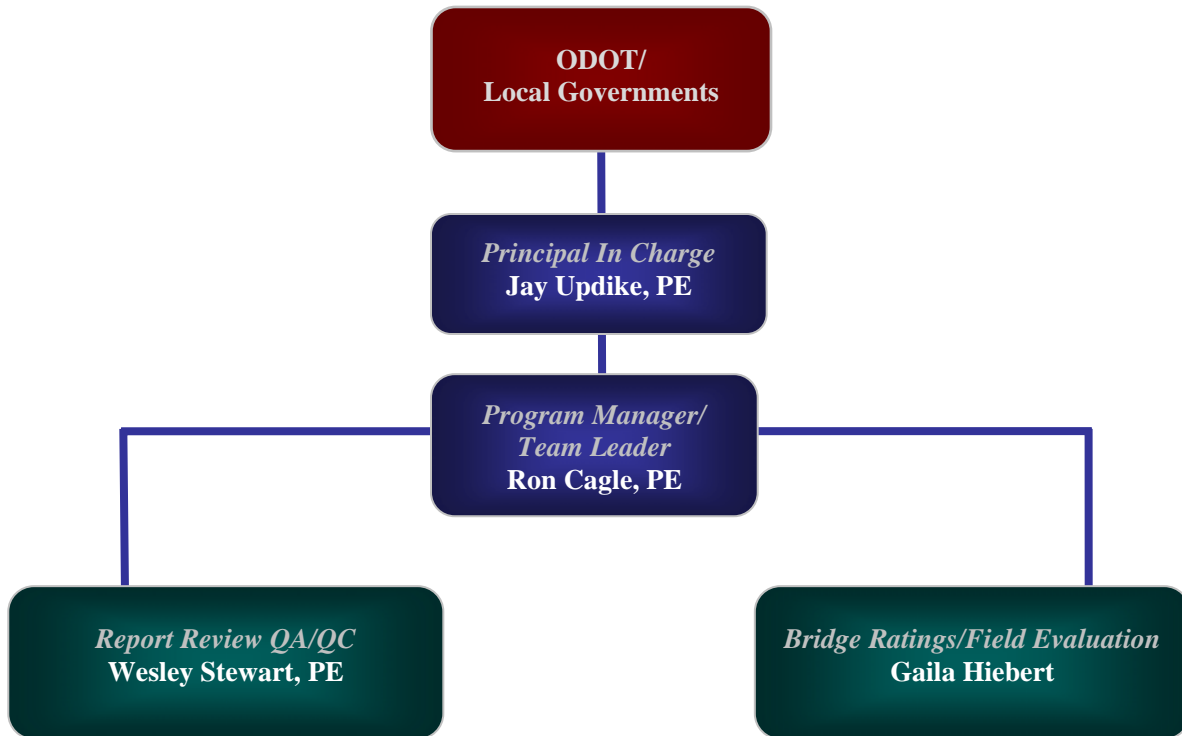 ODOT/
Local Governments
Principal In Charge
Jay Updike, PE
Program Manager/
Team Leader
Ron Cagle, PE
Report Review QA/QC
Wesley Stewart, PE
Bridge Ratings/Field Evaluation
Gaila Hiebert